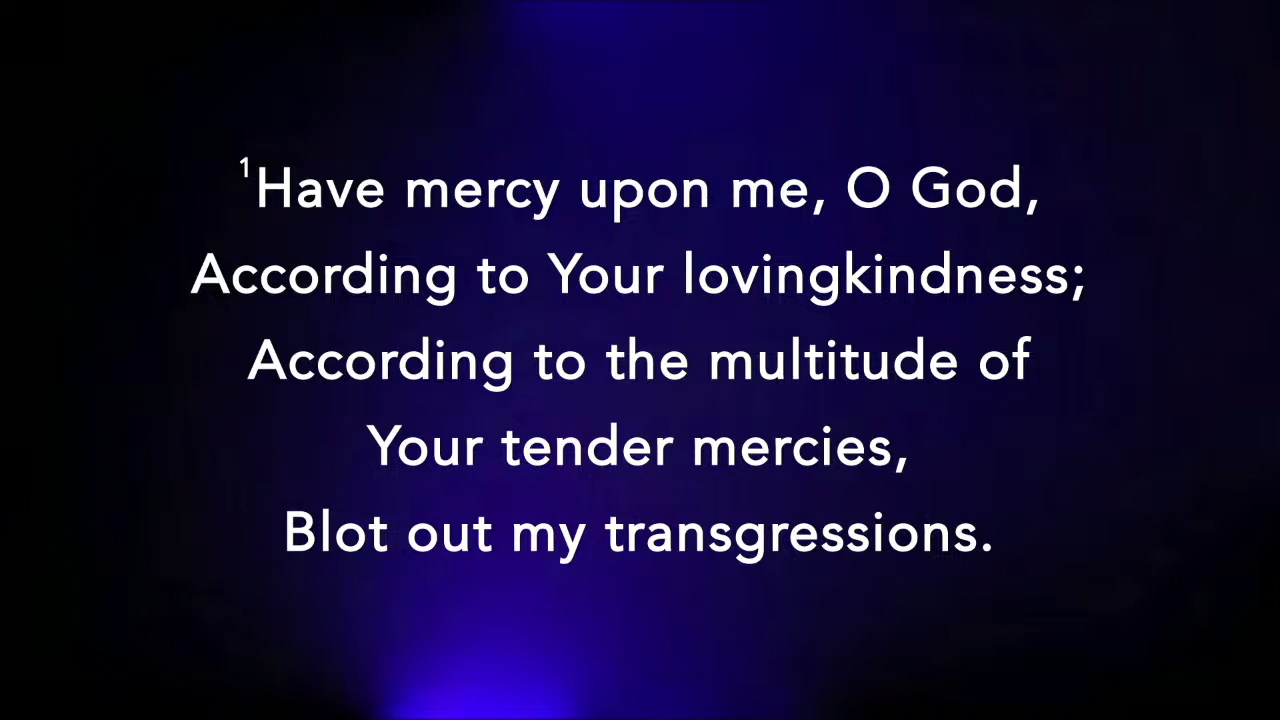 ¹Have mercy upon me, O God,
According to Your lovingkindness;
According to the multitude of
Your tender mercies,
Blot out my transgressions.